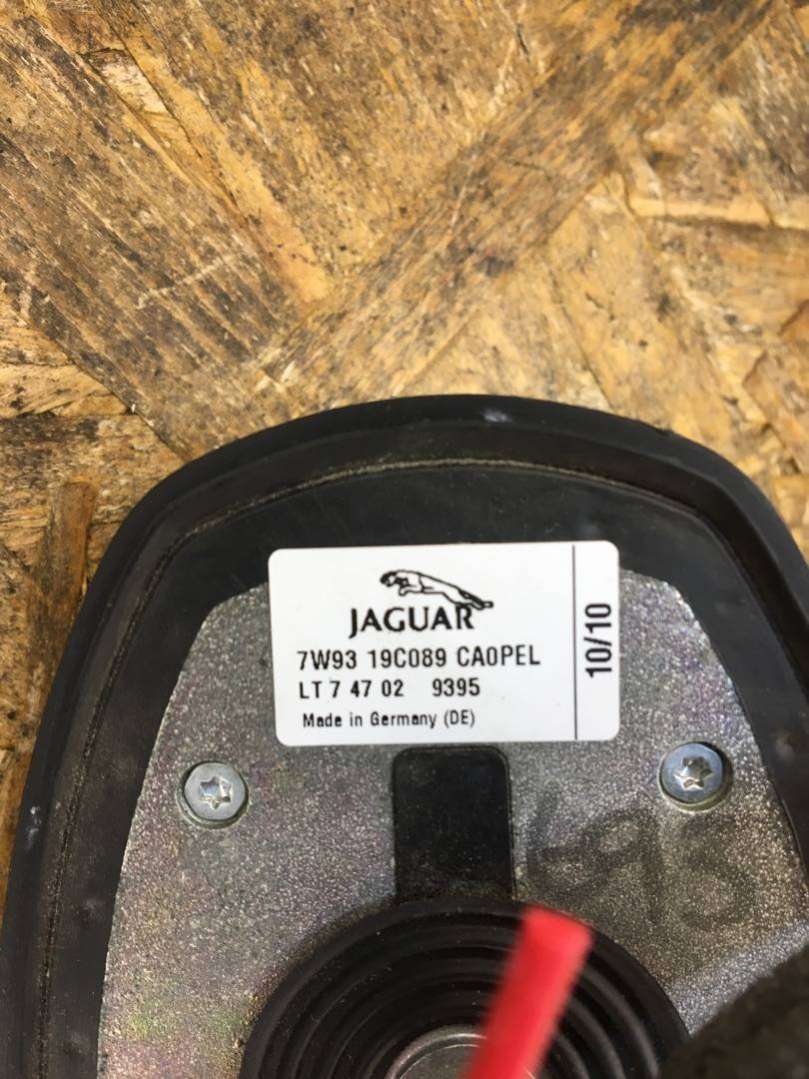 JAGUAR
7W93 19C089 CA0PEL
LT 7 47 02 9395
Made in Germany (DE)
10/10